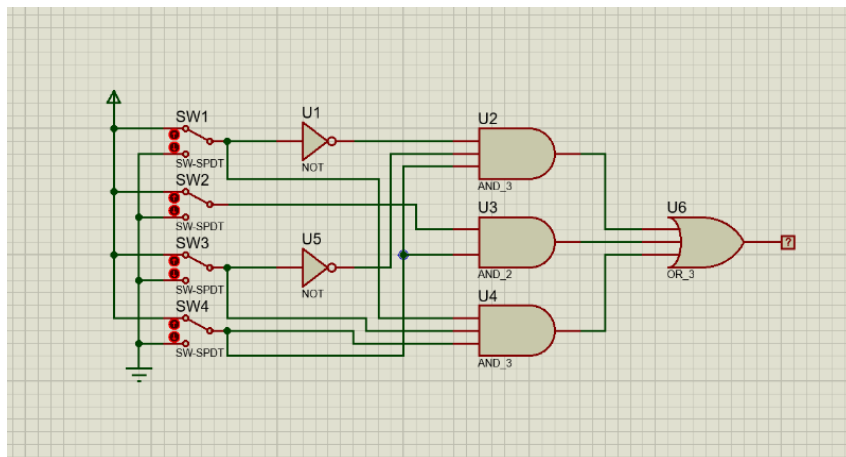 SW1
SW-SPDT
SW2
SW-SPDT
SW3
SW-SPDT
SW4
SW-SPDT
U1
NOT
U5
NOT
U2
AND_3
U3
AND_2
U4
AND_3
U6
OR_3
?